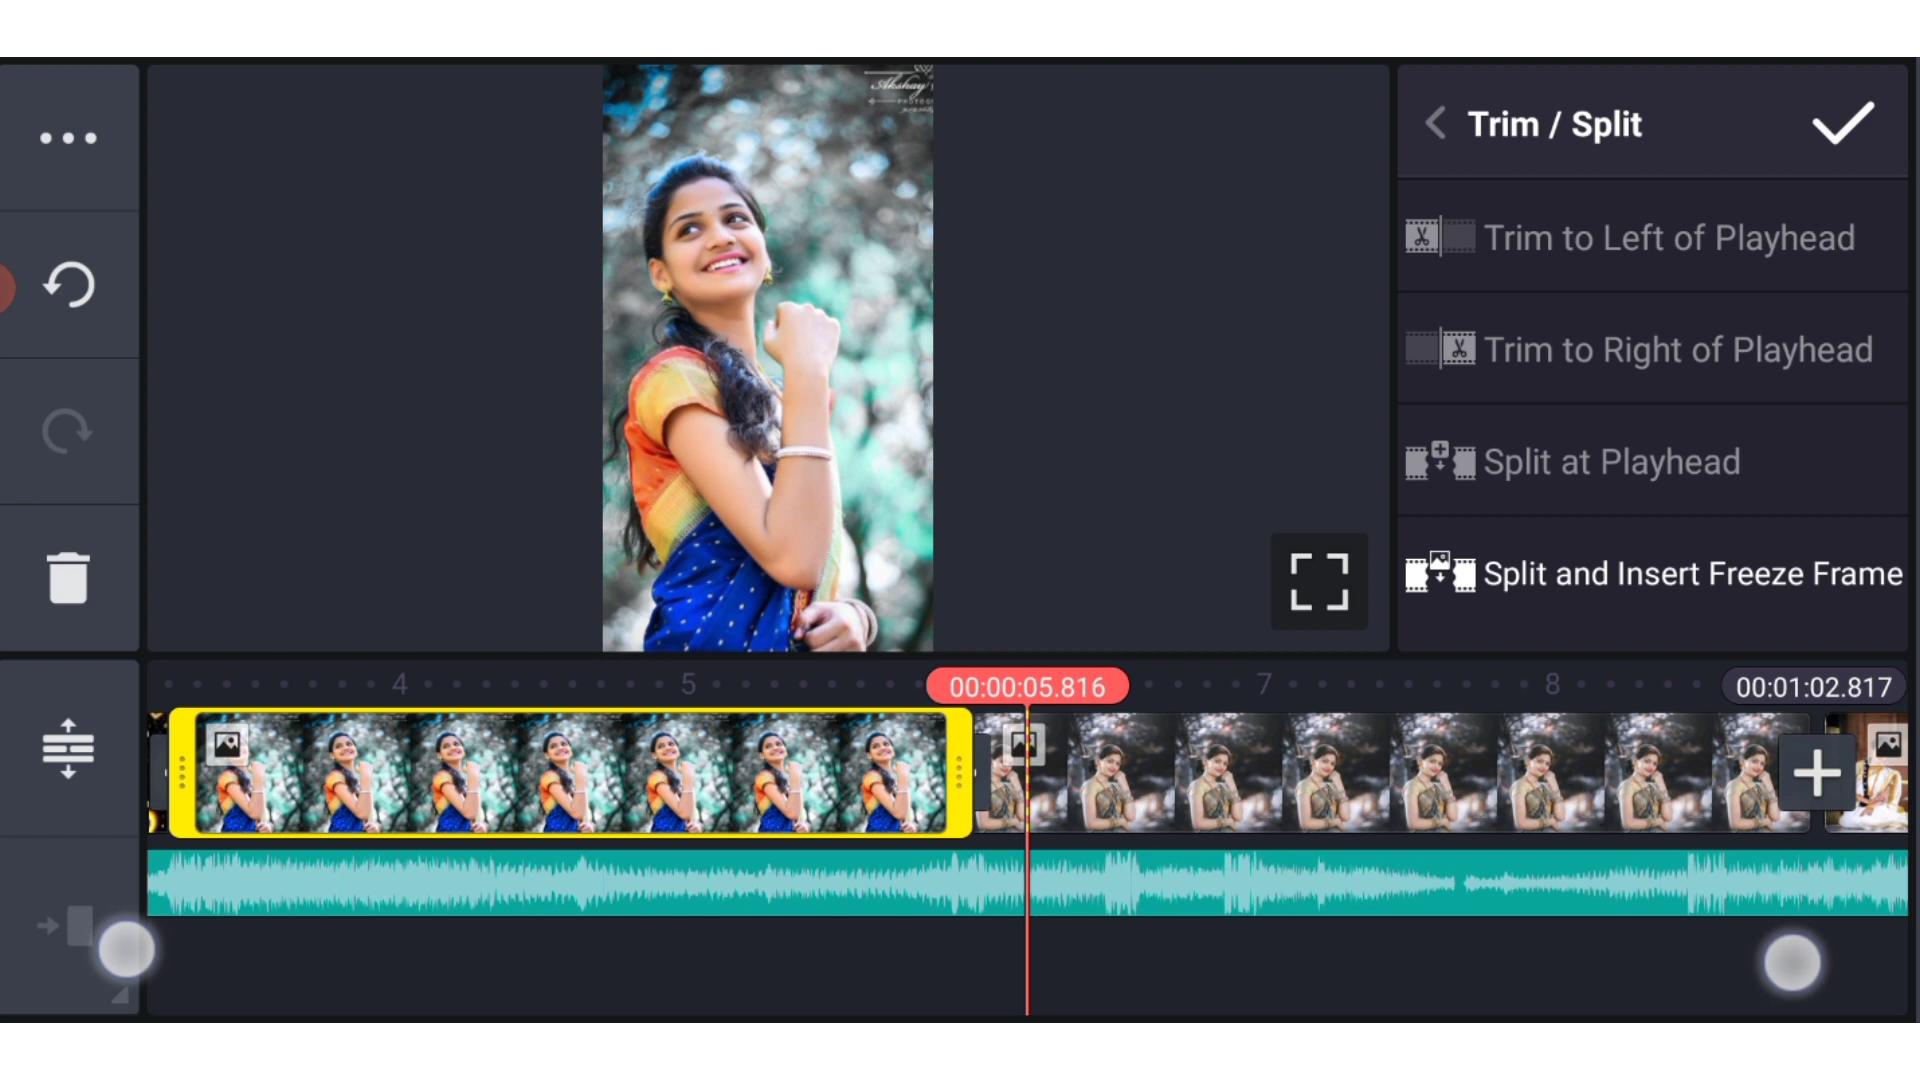 Akshay
Trim / Split
Trim to Left of Playhead
Trim to Right of Playhead
Split at Playhead
Split and Insert Freeze Frame
4
5
00:00:05.816
7
8
00:01:02.817